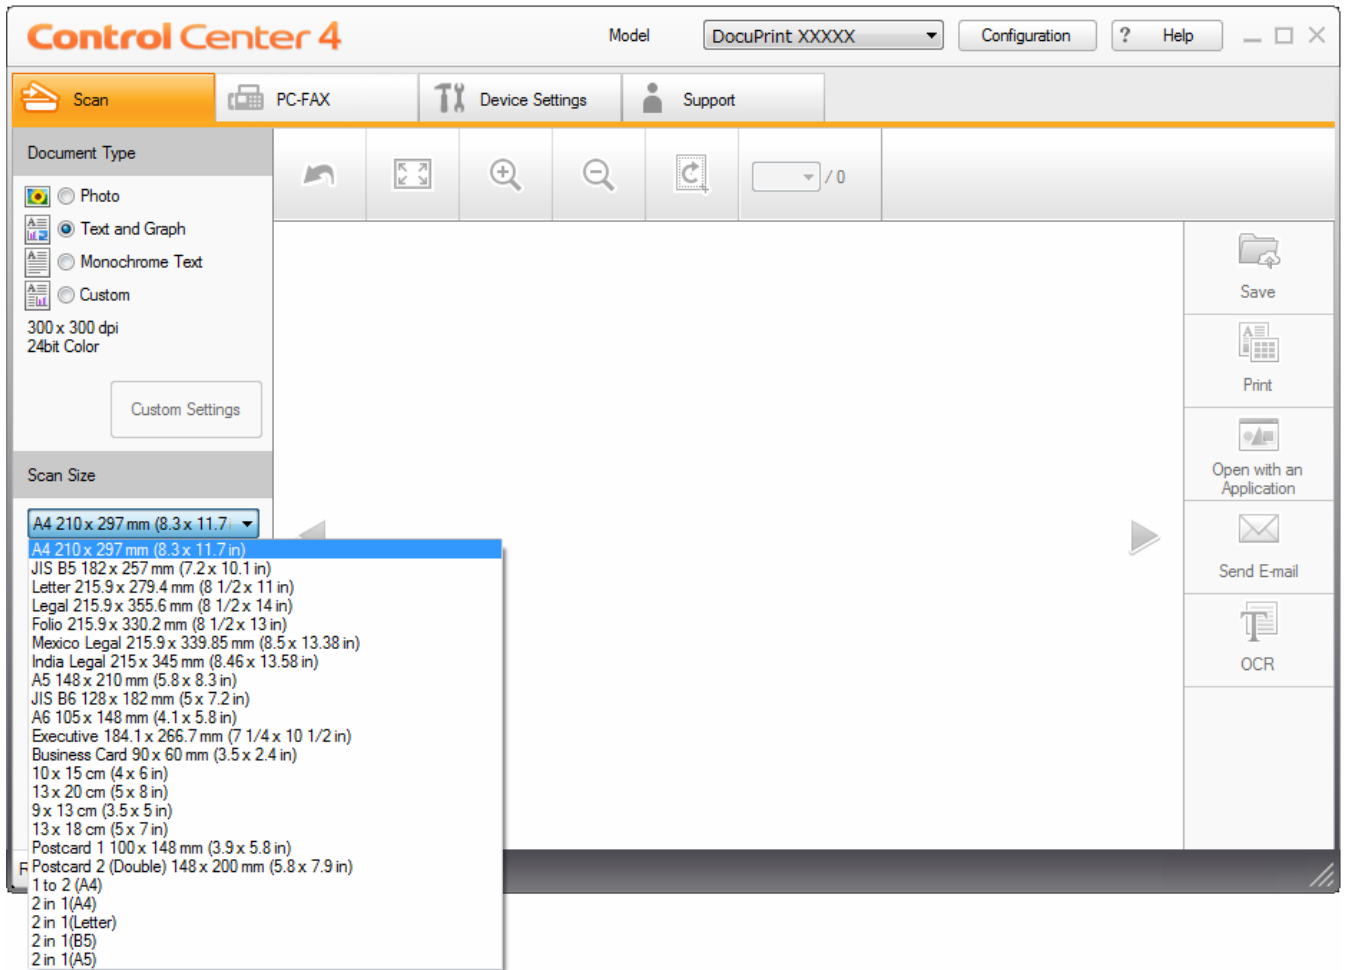 Control Center 4
Model
DocuPrint XXXXX
Configuration
? Help
Scan
PC-FAX
Device Settings
Support
Document Type
Photo
Text and Graph
Monochrome Text
Custom
300 x 300 dpi
24bit Color
Custom Settings
/ 0
Scan Size
A4 210 x 297 mm (8.3 x 11.7
A4 210 x 297 mm (8.3 x 11.7 in)
JIS B5 182 x 257 mm (7.2 x 10.1 in)
Letter 215.9 x 279.4 mm (8 1/2 x 11 in)
Legal 215.9 x 355.6 mm (8 1/2 x 14 in)
Folio 215.9 x 330.2 mm (8 1/2 x 13 in)
Mexico Legal 215.9 x 339.85 mm (8.5 x 13.38 in)
India Legal 215 x 345 mm (8.46 x 13.58 in)
A5 148 x 210 mm (5.8 x 8.3 in)
JIS B6 128 x 182 mm (5 x 7.2 in)
A6 105 x 148 mm (4.1 x 5.8 in)
Executive 184.1 x 266.7 mm (7 1/4 x 10 1/2 in)
Business Card 90 x 60 mm (3.5 x 2.4 in)
10 x 15 cm (4 x 6 in)
13 x 20 cm (5 x 8 in)
9 x 13 cm (3.5 x 5 in)
13 x 18 cm (5 x 7 in)
Postcard 1 100 x 148 mm (3.9 x 5.8 in)
Postcard 2 (Double) 148 x 200 mm (5.8 x 7.9 in)
1 to 2 (A4)
2 in 1(A4)
2 in 1(Letter)
2 in 1(B5)
2 in 1(A5)
Save
Print
Open with an
Application
Send E-mail
OCR